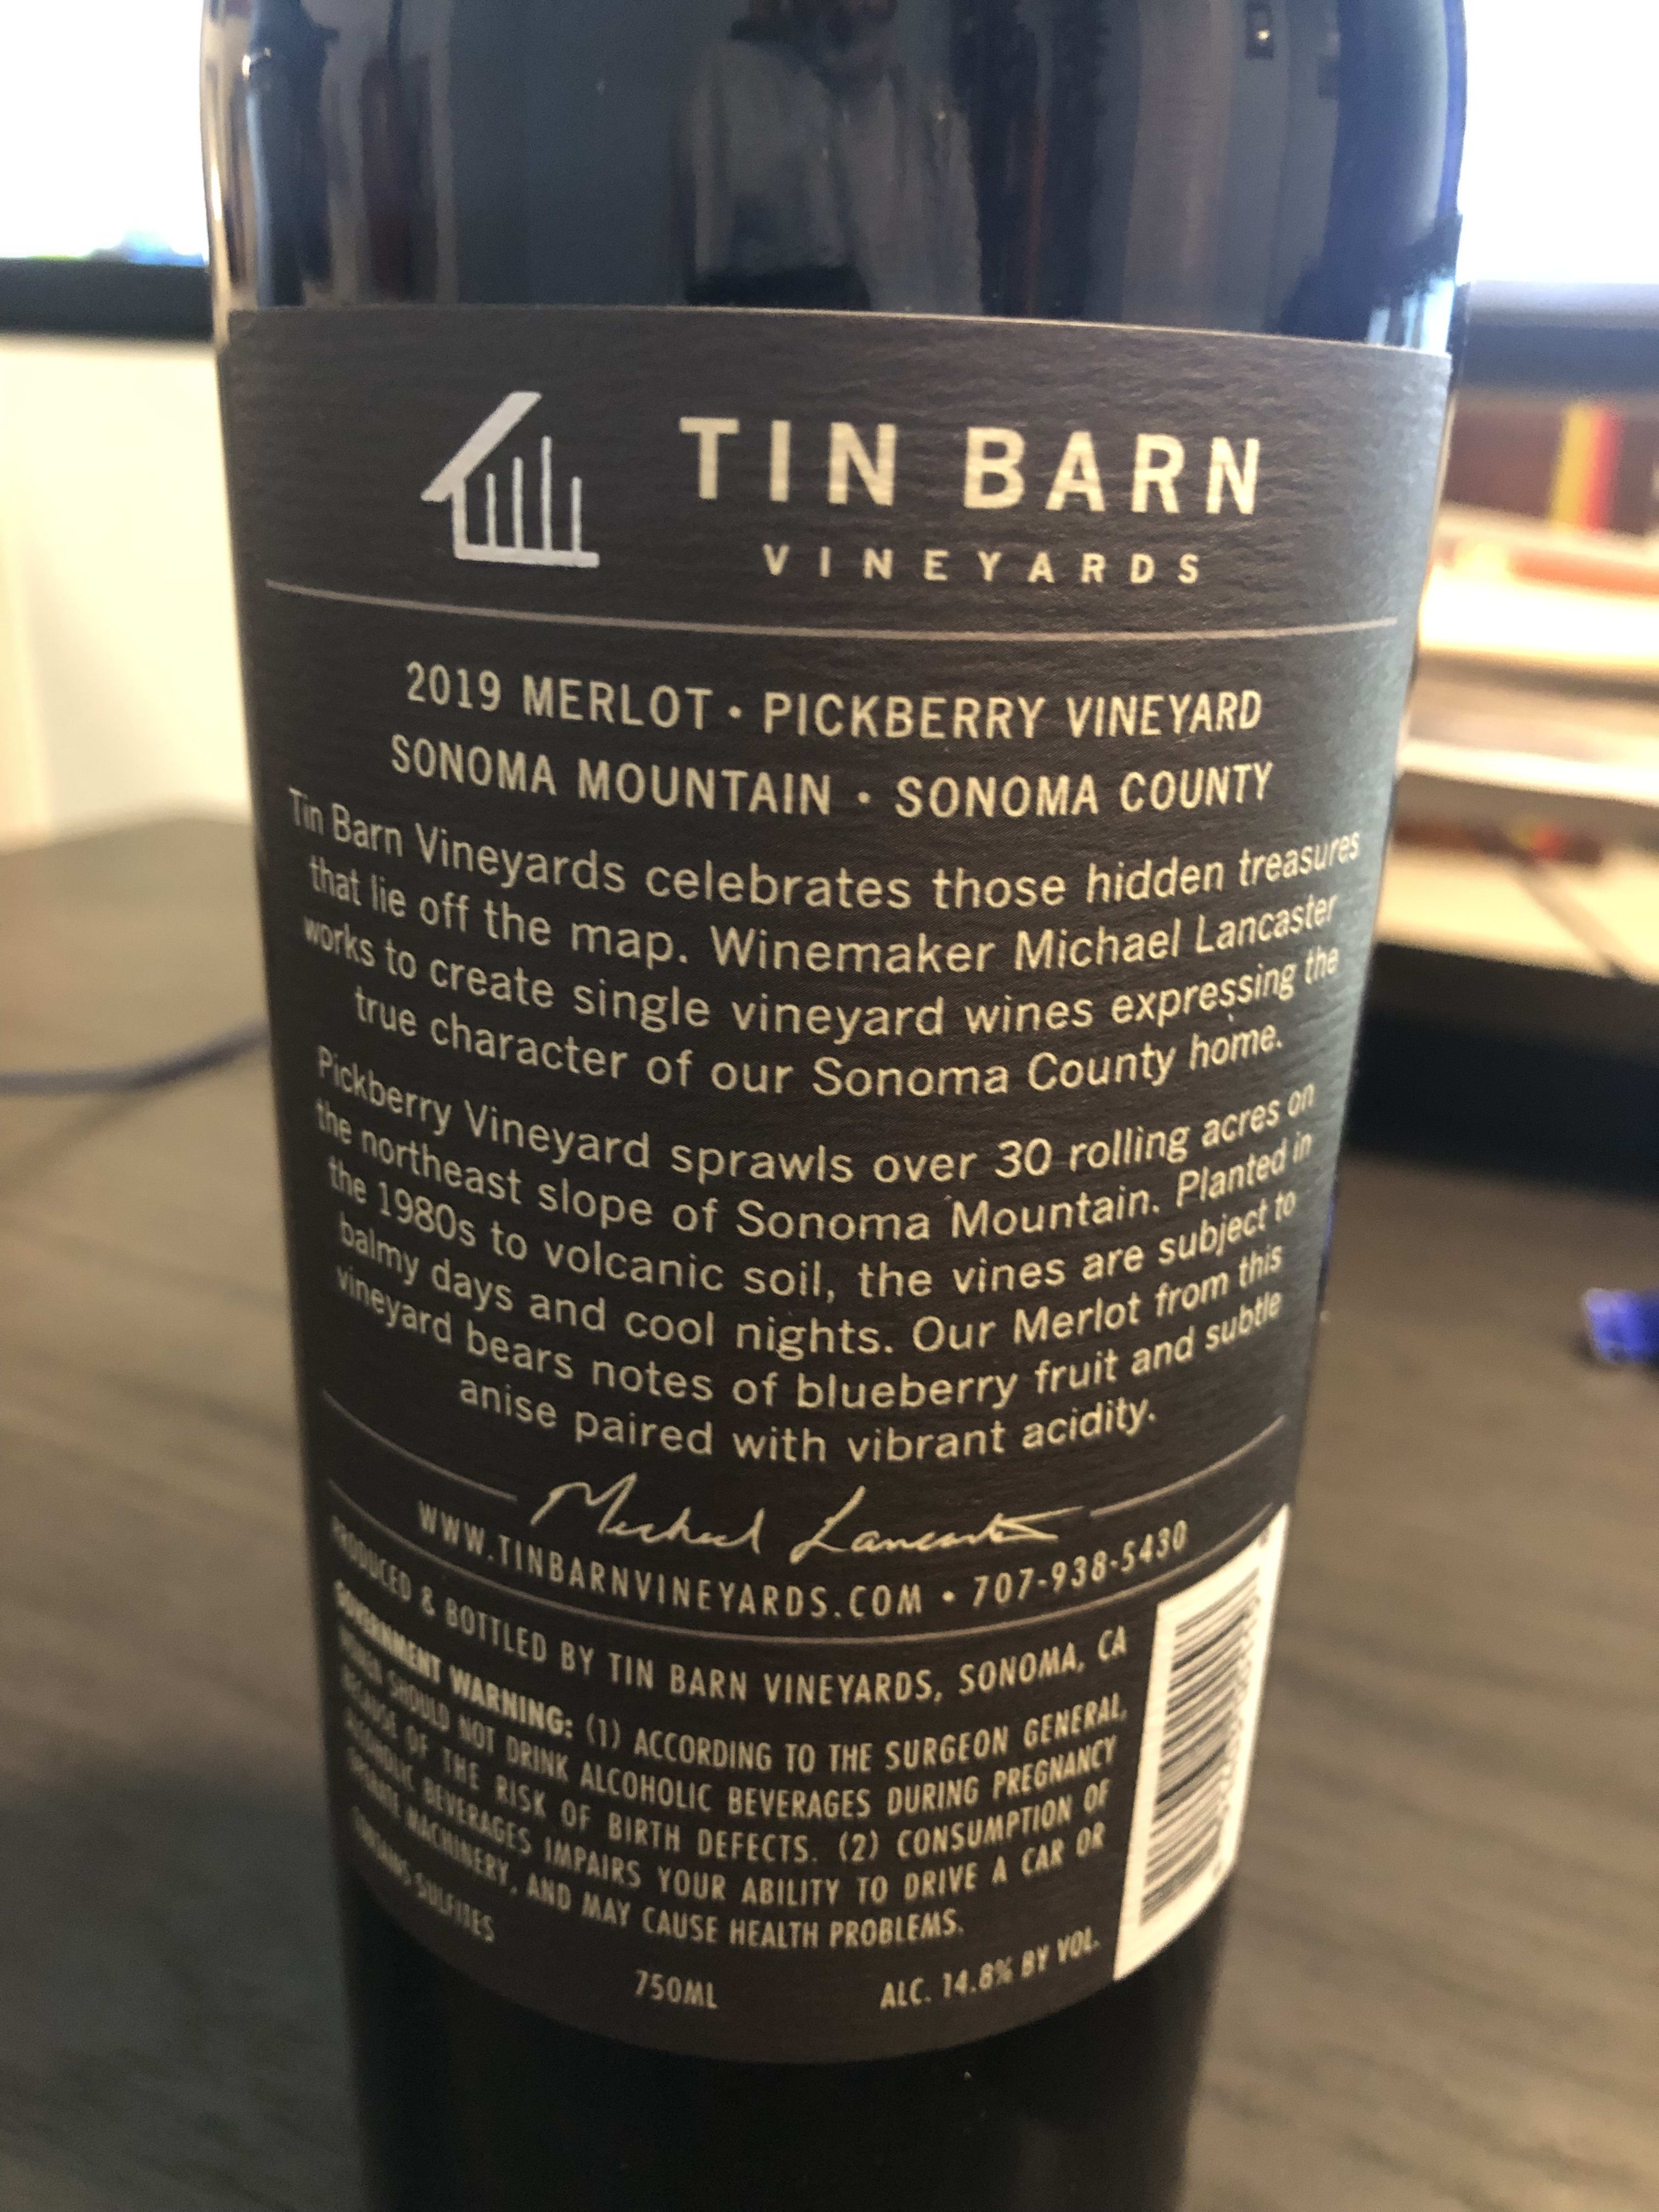 TIN BARN
VINEYARDS
2019 MERLOT • PICKBERRY VINEYARD
SONOMA MOUNTAIN • SONOMA COUNTY
Tin Barn Vineyards celebrates those hidden treasures
that lie off the map. Winemaker Michael Lancaster
works to create single vineyard wines expressing the
true character of our Sonoma County home.
Pickberry Vineyard sprawls over 30 rolling acres on
the northeast slope of Sonoma Mountain. Planted in
the 1980s to volcanic soil, the vines are subject to
balmy days and cool nights. Our Merlot from this
vineyard bears notes of blueberry fruit and subtle
anise paired with vibrant acidity.
Michael Lancaster
WWW.TINBARNVINEYARDS.COM • 707-938-5430
PRODUCED & BOTTLED BY TIN BARN VINEYARDS, SONOMA, CA
GOVERNMENT WARNING: (1) ACCORDING TO THE SURGEON GENERAL,
WOMEN SHOULD NOT DRINK ALCOHOLIC BEVERAGES DURING PREGNANCY
BECAUSE OF THE RISK OF BIRTH DEFECTS. (2) CONSUMPTION OF
ALCOHOLIC BEVERAGES IMPAIRS YOUR ABILITY TO DRIVE A CAR OR
OPERATE MACHINERY, AND MAY CAUSE HEALTH PROBLEMS.
CONTAINS SULFITES
750ML
ALC. 14.8% BY VOL.